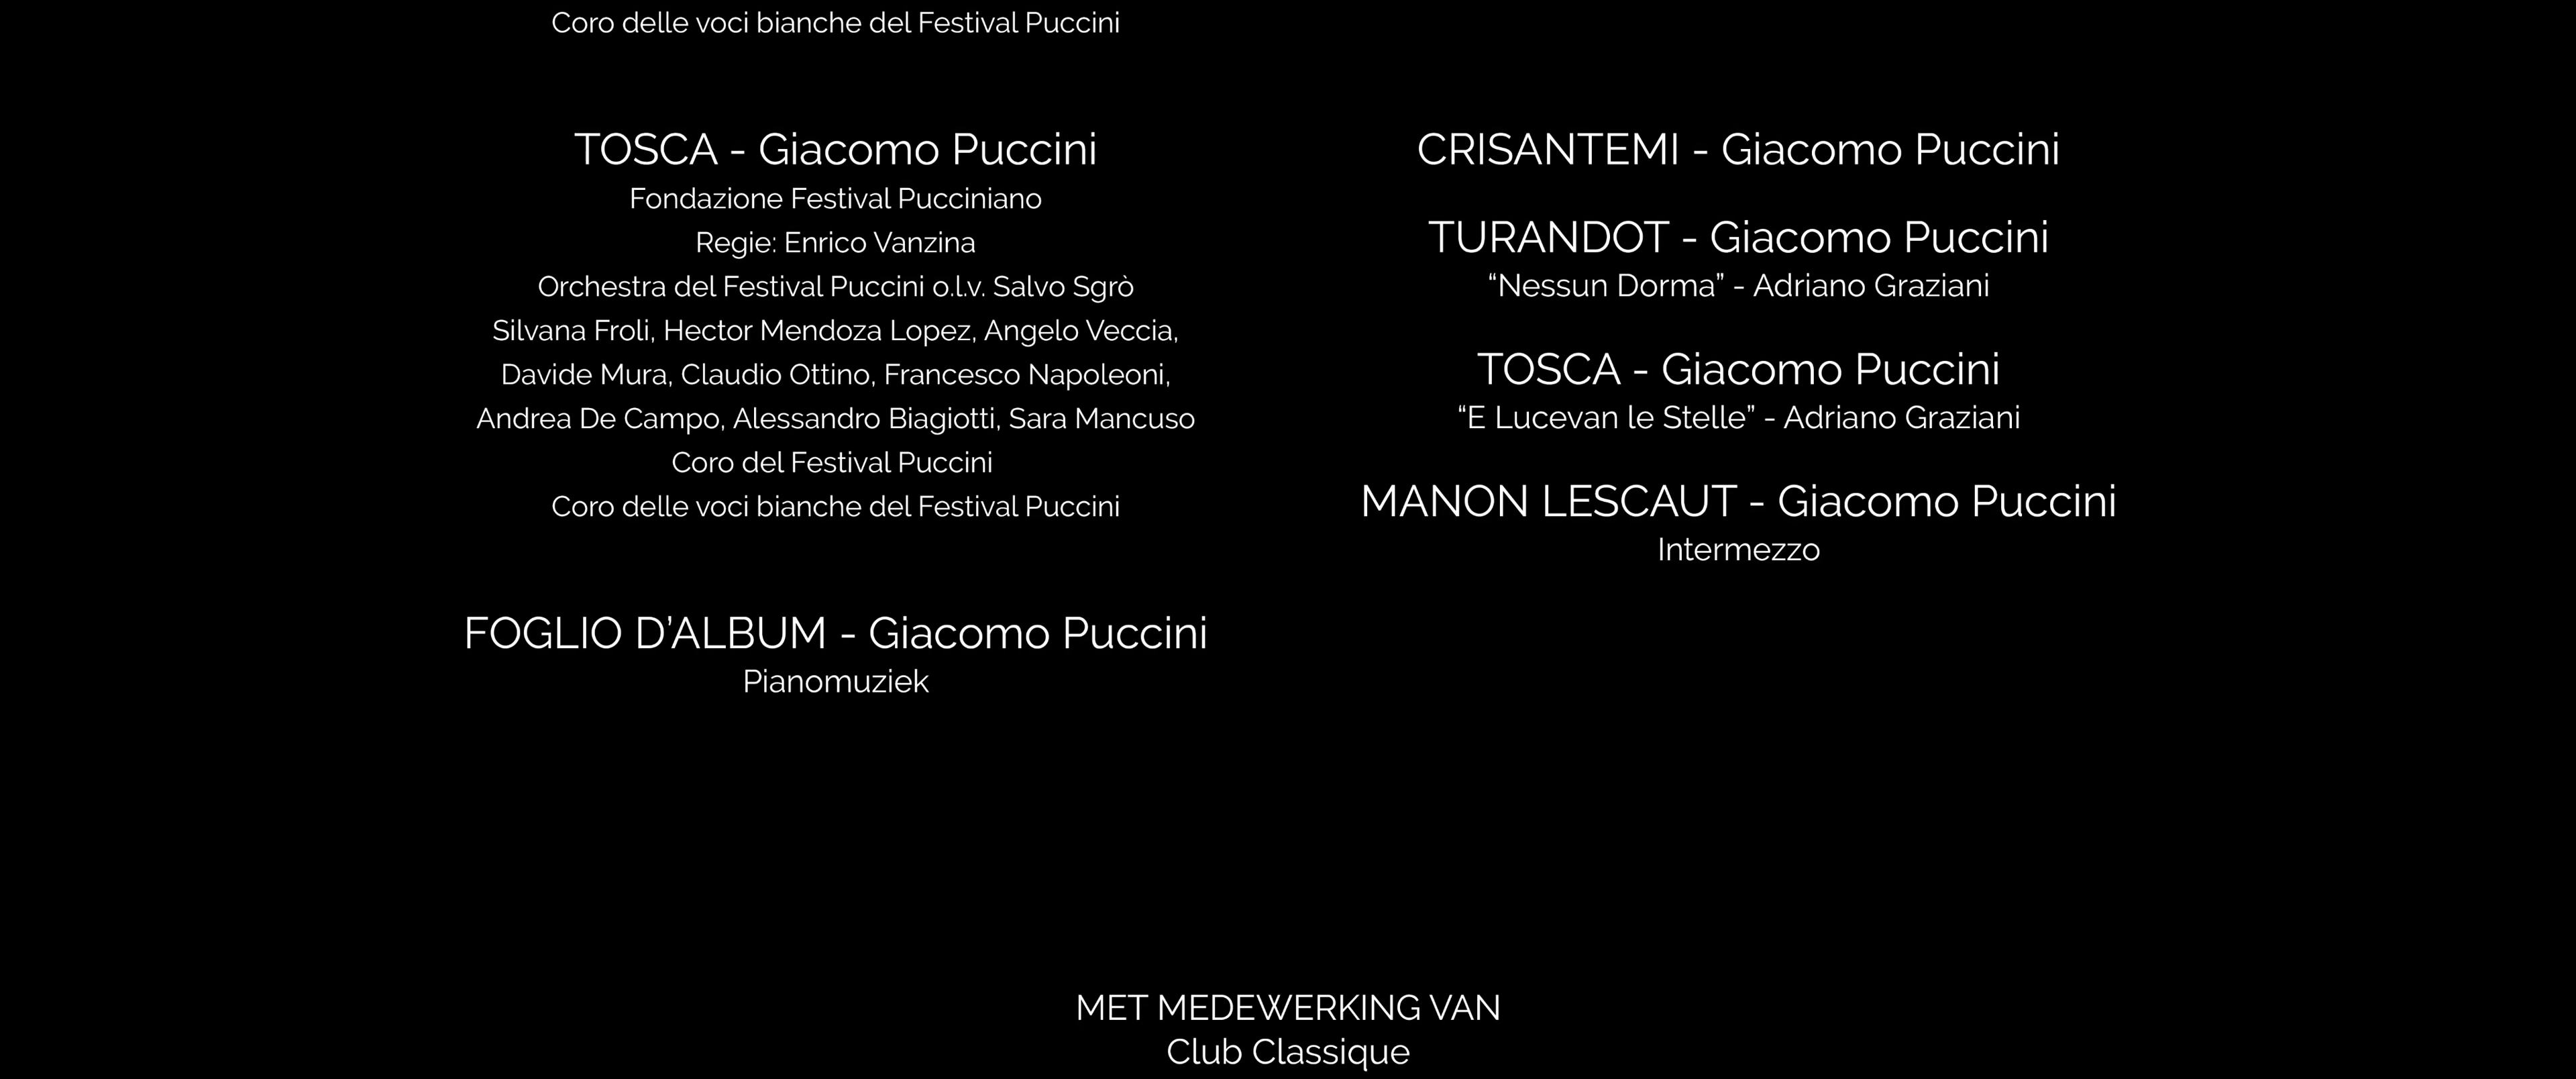 Coro delle voci bianche del Festival Puccini
TOSCA - Giacomo Puccini
Fondazione Festival Pucciniano
Regie: Enrico Vanzina
Orchestra del Festival Puccini o.l.v. Salvo Sgrò
Silvana Froli, Hector Mendoza Lopez, Angelo Veccia,
Davide Mura, Claudio Ottino, Francesco Napoleoni,
Andrea De Campo, Alessandro Biagiotti, Sara Mancuso
Coro del Festival Puccini
Coro delle voci bianche del Festival Puccini
FOGLIO D’ALBUM - Giacomo Puccini
Pianomuziek
CRISANTEMI - Giacomo Puccini
TURANDOT - Giacomo Puccini
“Nessun Dorma” - Adriano Graziani
TOSCA - Giacomo Puccini
“E Lucevan le Stelle” - Adriano Graziani
MANON LESCAUT - Giacomo Puccini
Intermezzo
MET MEDEWERKING VAN
Club Classique